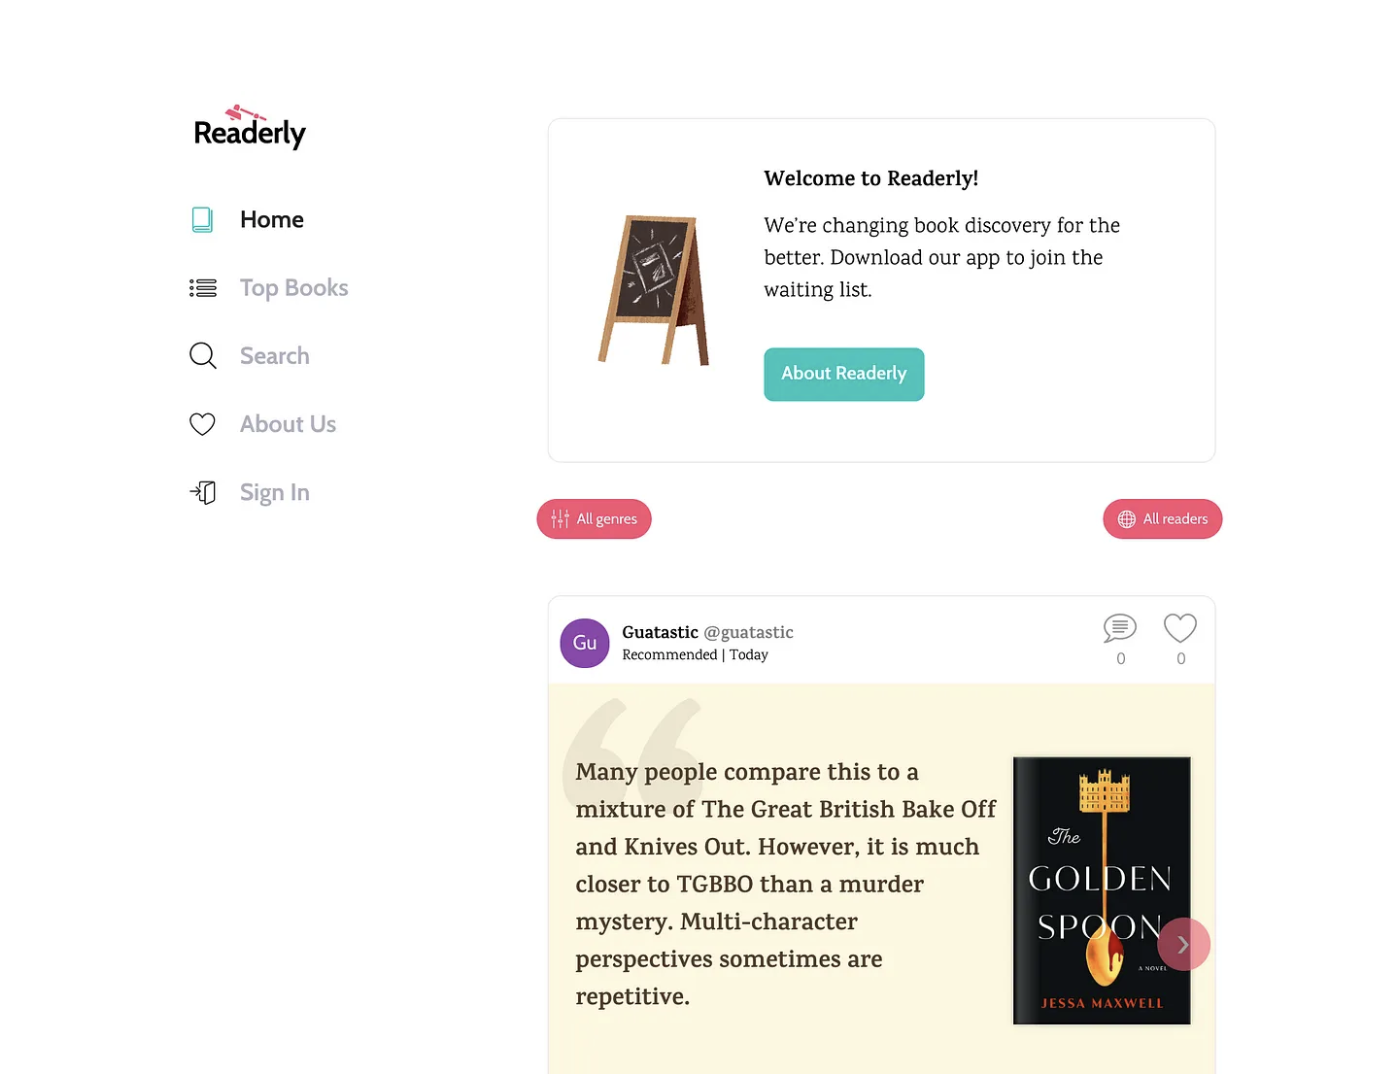 Readerly
Home
Top Books
Search
About Us
Sign In
Welcome to Readerly!
We're changing book discovery for the
better. Download our app to join the
waiting list.
About Readerly
All genres
All readers
Gu
Guatastic @guatastic
Recommended | Today
0
0
“
Many people compare this to a
mixture of The Great British Bake Off
and Knives Out. However, it is much
closer to TGBBO than a murder
mystery. Multi-character
perspectives sometimes are
repetitive.
The
GOLDEN
SPOON
A NOVEL
JESSA MAXWELL